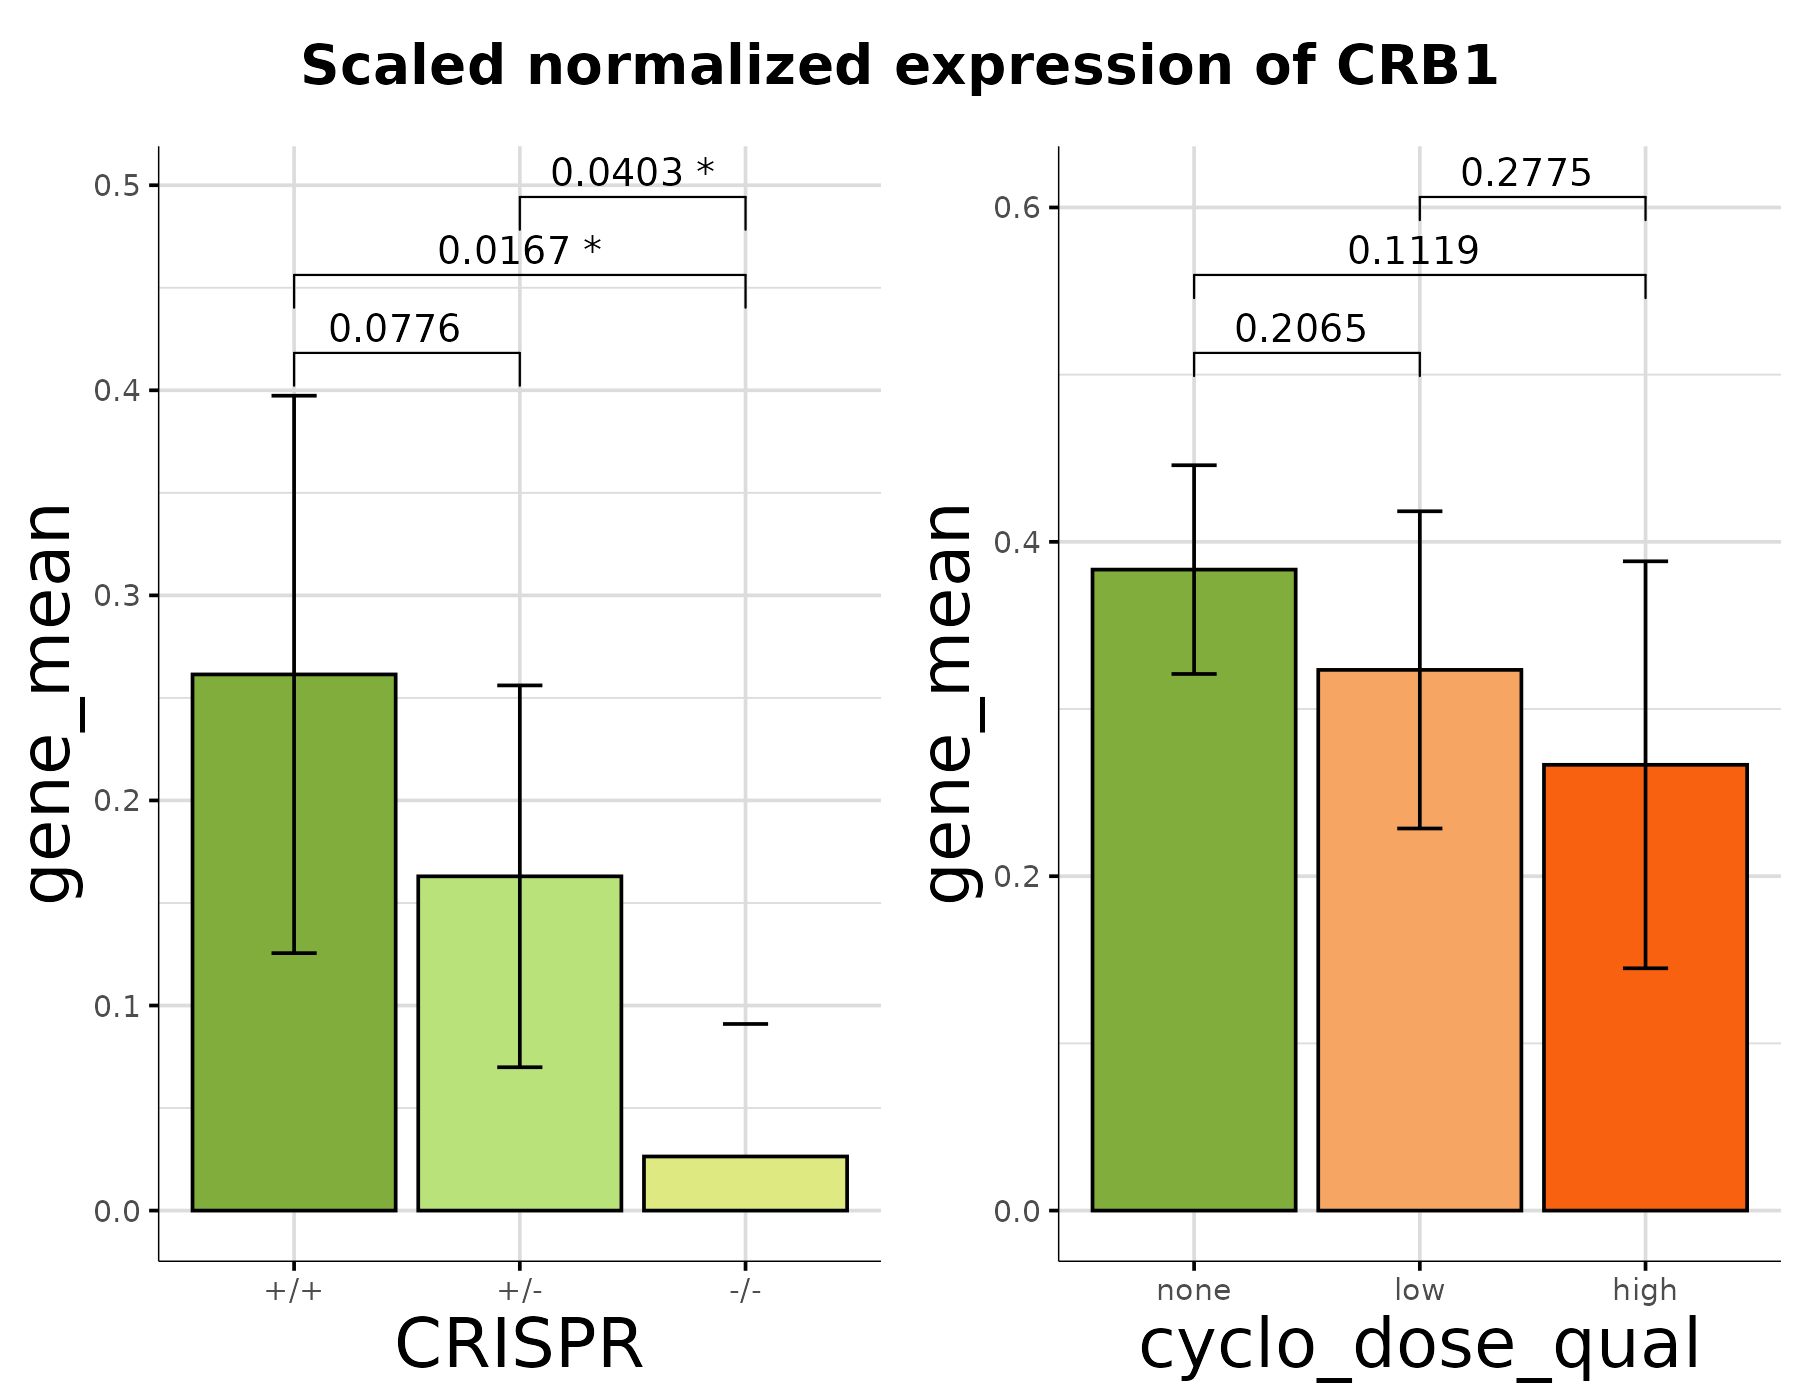 Scaled normalized expression of CRB1
gene_mean
0.5
0.4
0.3
0.2
0.1
0.0
0.0403 *
0.0167 *
0.0776
+/+ +/- -/-
CRISPR
gene_mean
0.6
0.4
0.2
0.0
0.2775
0.1119
0.2065
none low high
cyclo_dose_qual